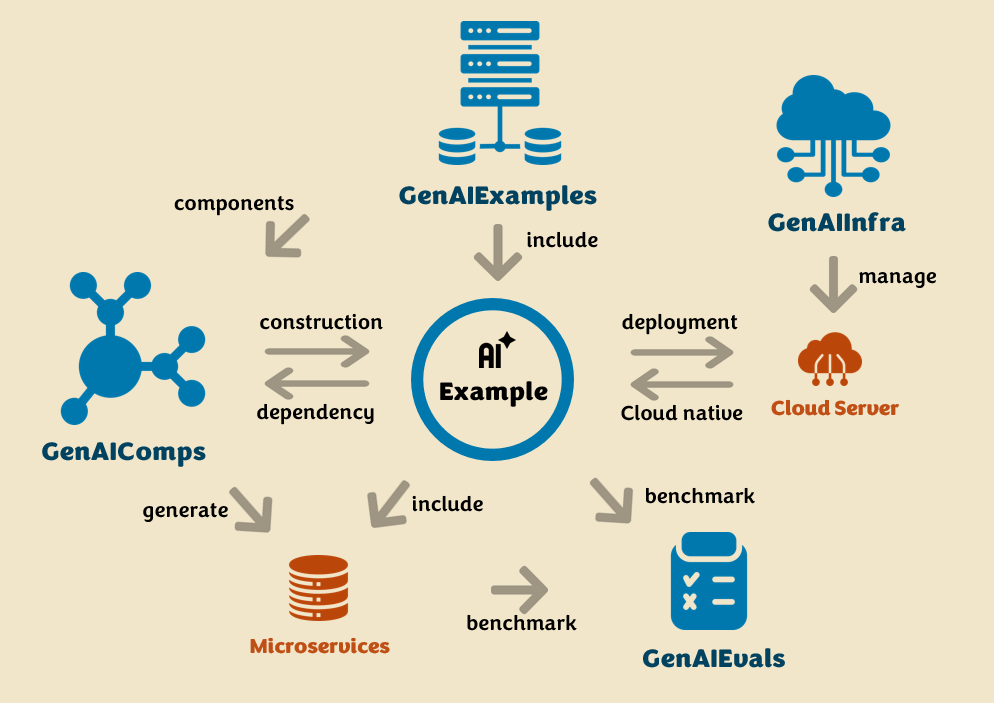 GenAIExamples
components
include
GenAIInfra
manage
construction
dependency
AI
Example
deployment
Cloud native
Cloud Server
GenAIComps
generate
include
benchmark
Microservices
benchmark
GenAIEvals